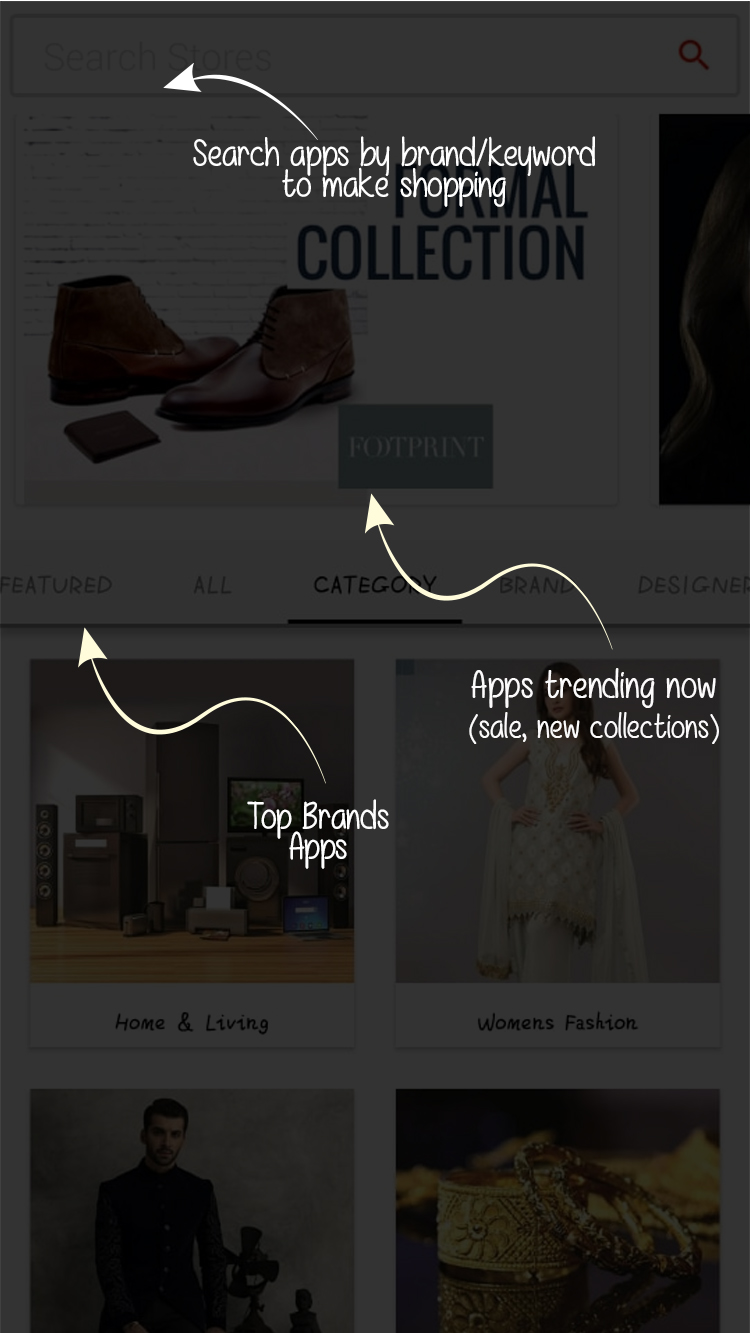 Search Stores
Search apps by brand/keyword
to make shopping
FORMAL
COLLECTION
FOOTPRINT
FEATURED ALL CATEGORY BRAND DESIGNER
Apps trending now
(sale, new collections)
Top Brands
Apps
Home & Living
Womens Fashion